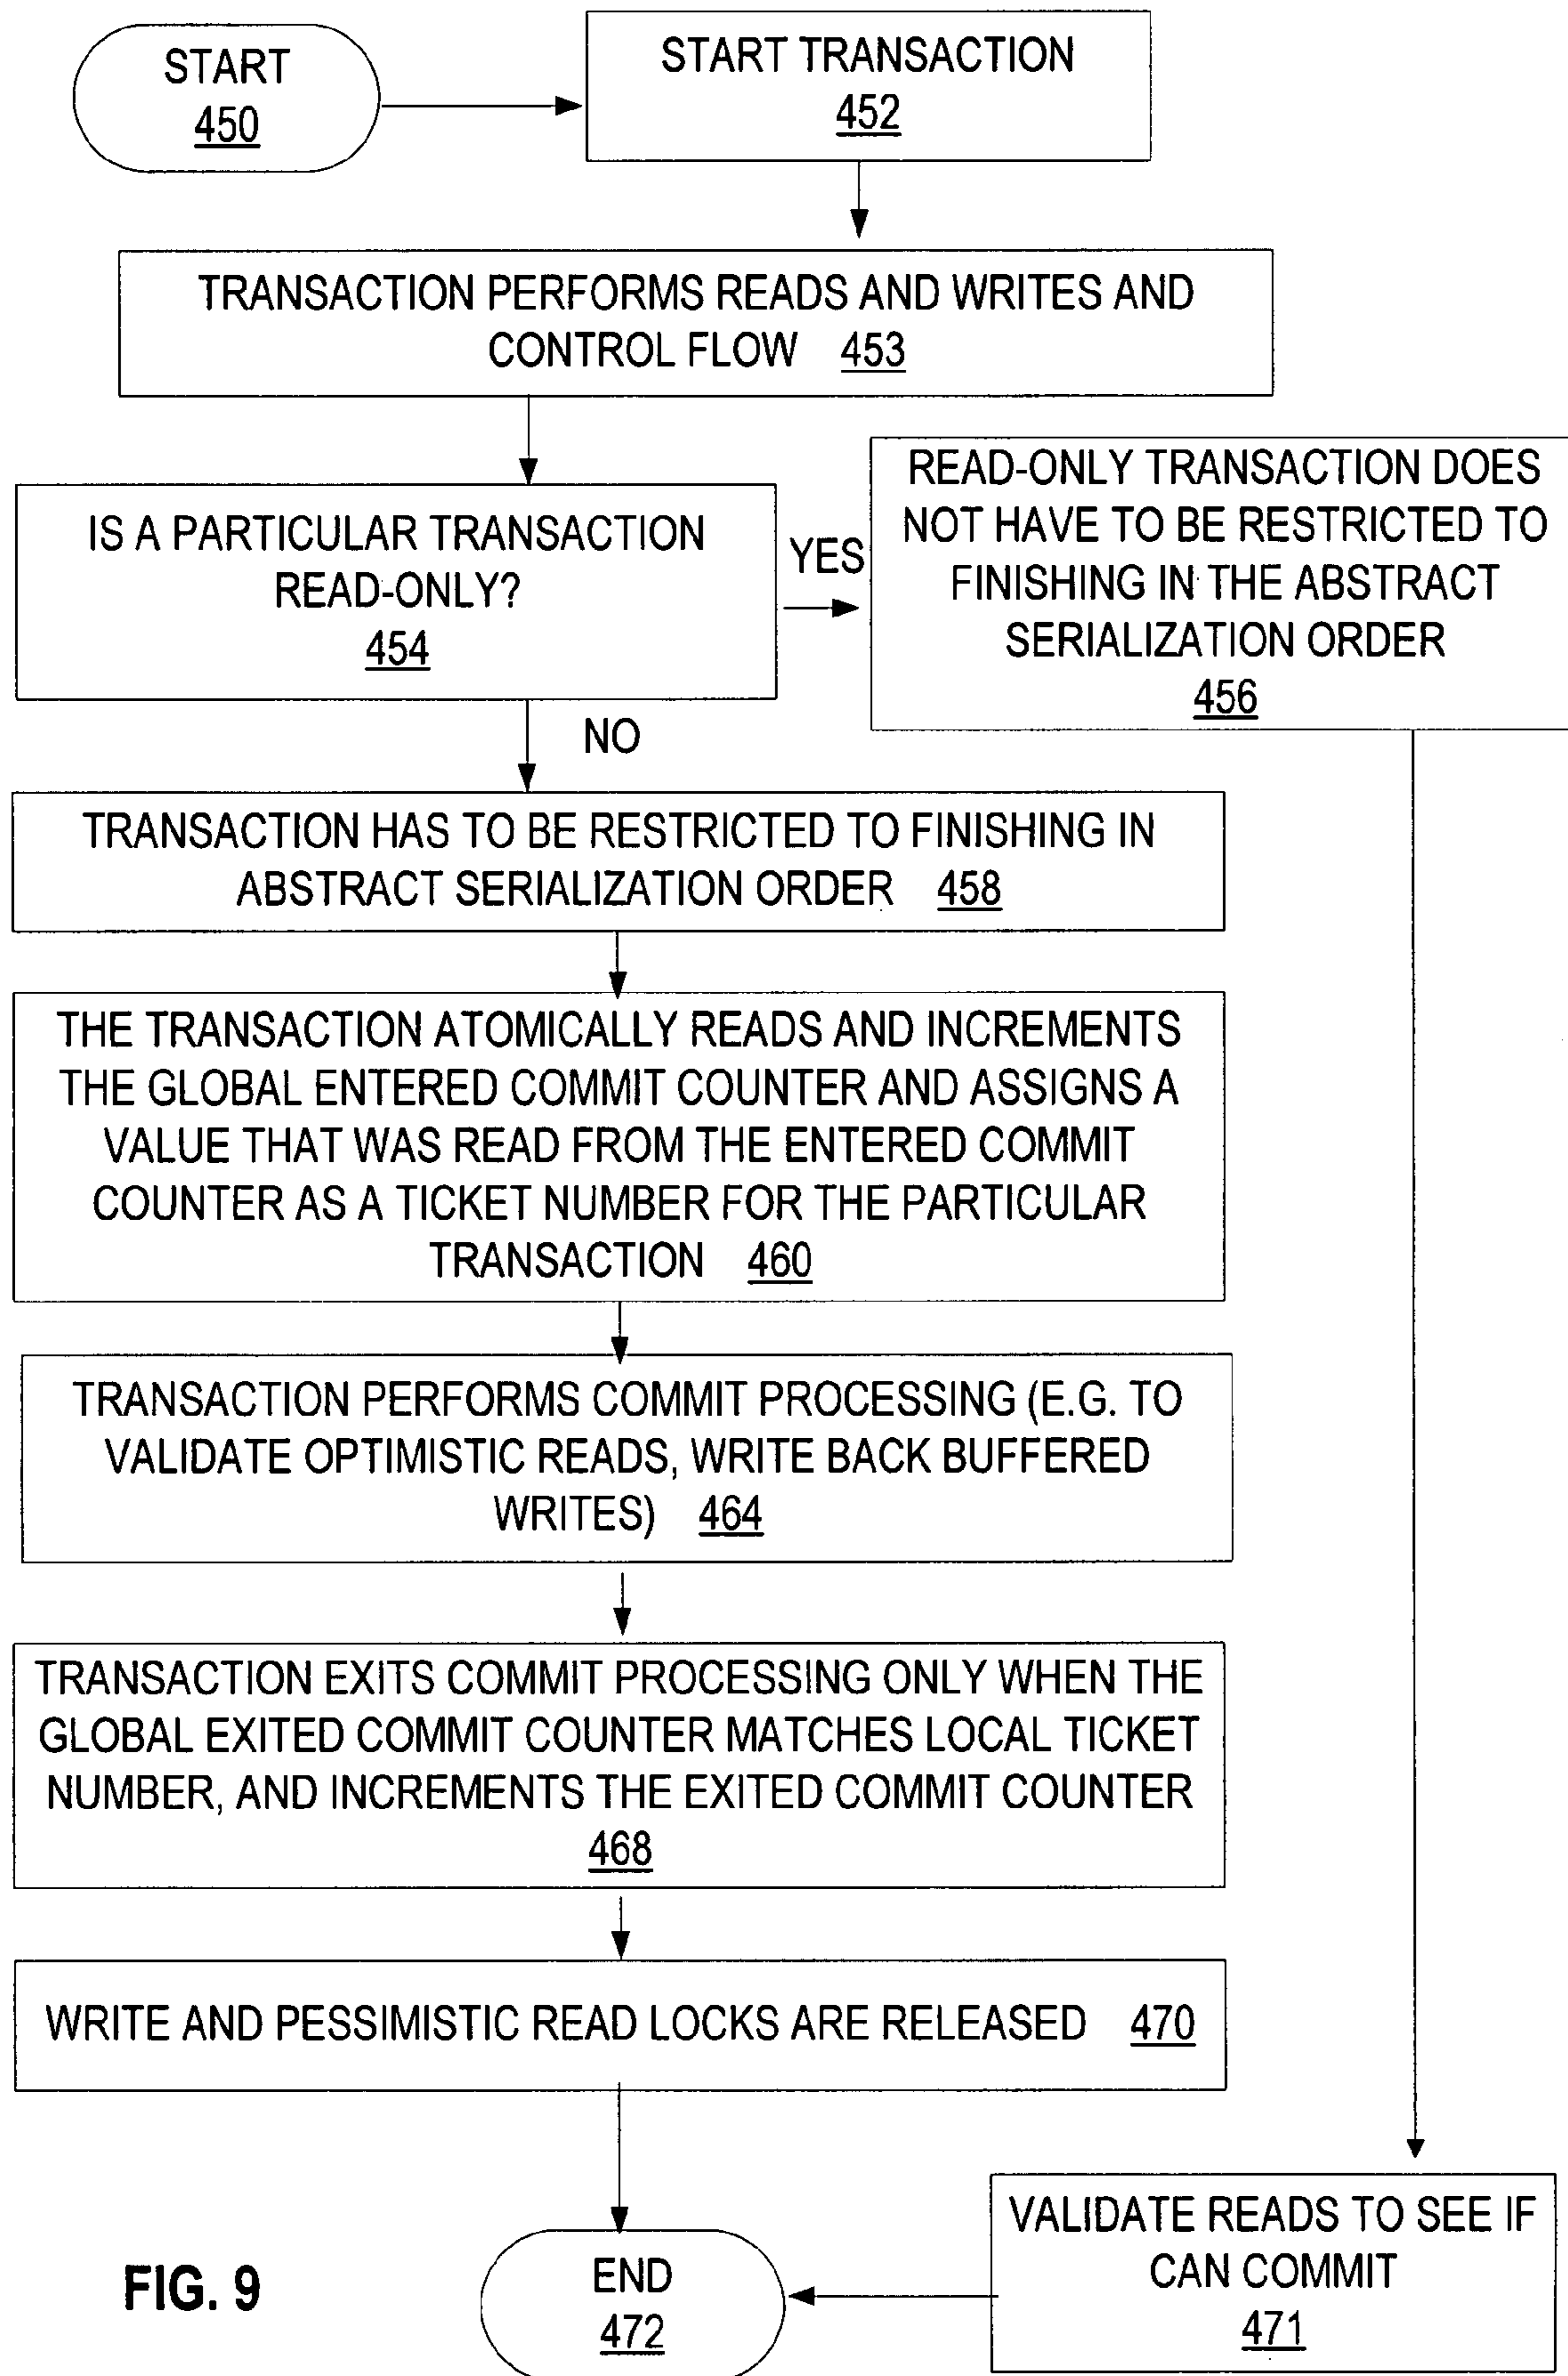 START
450
START TRANSACTION
452
TRANSACTION PERFORMS READS AND WRITES AND
CONTROL FLOW 453
IS A PARTICULAR TRANSACTION
READ-ONLY?
454
YES
READ-ONLY TRANSACTION DOES
NOT HAVE TO BE RESTRICTED TO
FINISHING IN THE ABSTRACT
SERIALIZATION ORDER
456
NO
TRANSACTION HAS TO BE RESTRICTED TO FINISHING IN
ABSTRACT SERIALIZATION ORDER 458
THE TRANSACTION ATOMICALLY READS AND INCREMENTS
THE GLOBAL ENTERED COMMIT COUNTER AND ASSIGNS A
VALUE THAT WAS READ FROM THE ENTERED COMMIT
COUNTER AS A TICKET NUMBER FOR THE PARTICULAR
TRANSACTION 460
TRANSACTION PERFORMS COMMIT PROCESSING (E.G. TO
VALIDATE OPTIMISTIC READS, WRITE BACK BUFFERED
WRITES) 464
TRANSACTION EXITS COMMIT PROCESSING ONLY WHEN THE
GLOBAL EXITED COMMIT COUNTER MATCHES LOCAL TICKET
NUMBER, AND INCREMENTS THE EXITED COMMIT COUNTER
468
WRITE AND PESSIMISTIC READ LOCKS ARE RELEASED 470
VALIDATE READS TO SEE IF
CAN COMMIT
471
END
472
FIG. 9